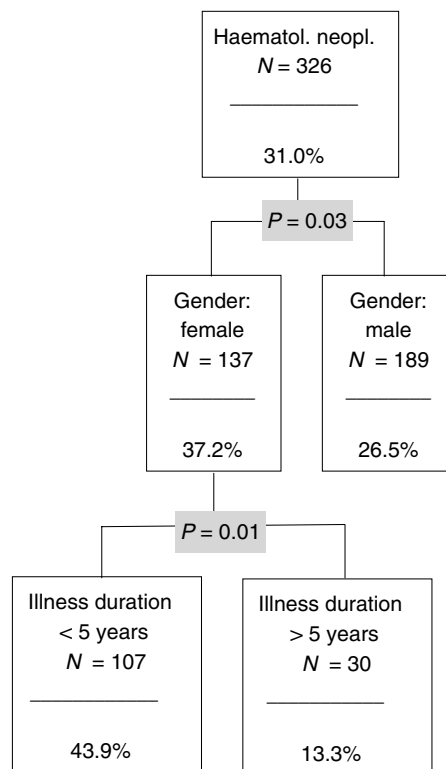 Haematol. neopl.
N = 326
31.0%
P = 0.03
Gender:
female
N = 137
37.2%
Gender:
male
N = 189
26.5%
P = 0.01
Illness duration
< 5 years
N = 107
43.9%
Illness duration
> 5 years
N = 30
13.3%